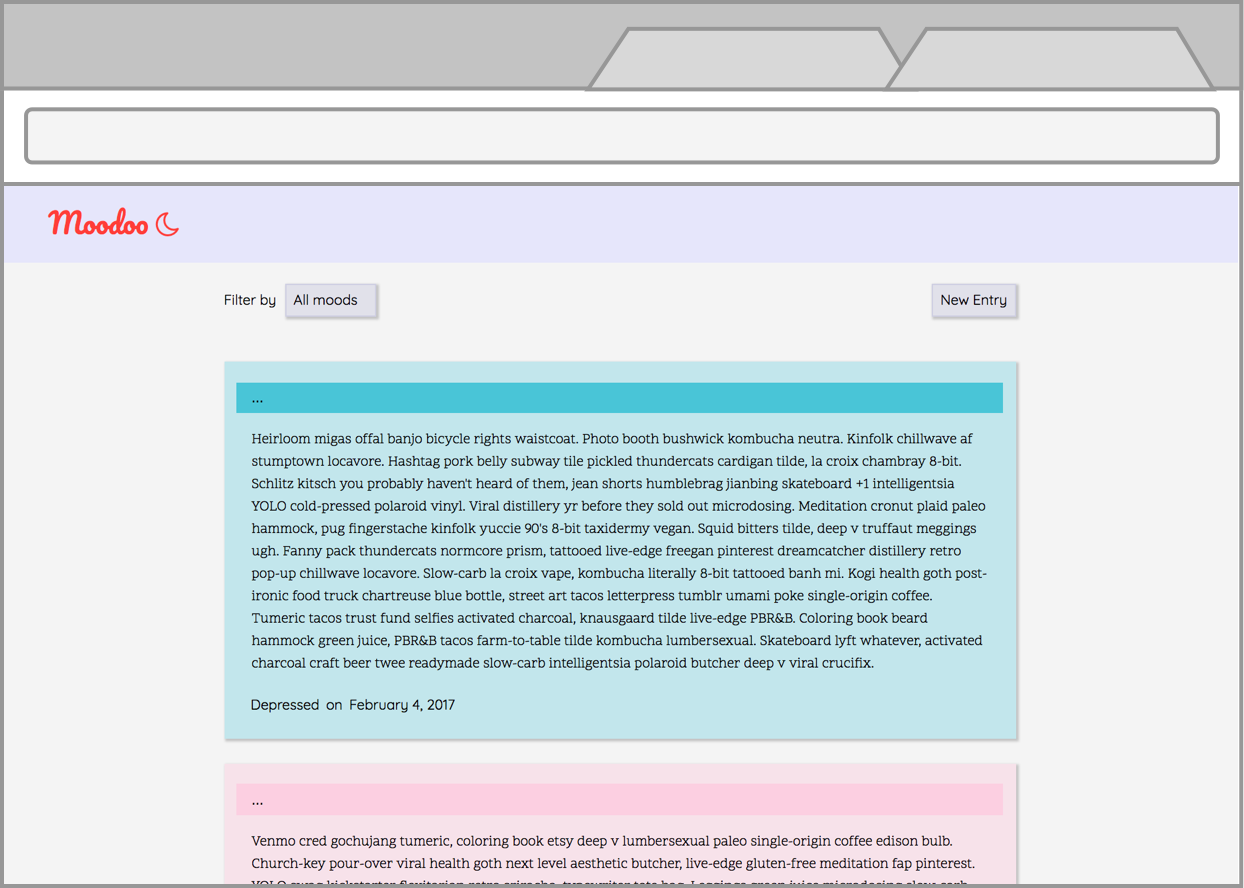 Moodoo
Filter by All moods New Entry
...
Heirloom migas offal banjo bicycle rights waistcoat. Photo booth bushwick kombucha neutra. Kinfolk chillwave af
stumptown locavore. Hashtag pork belly subway tile pickled thundercats cardigan tilde, la croix chambray 8-bit.
Schlitz kitsch you probably haven't heard of them, jean shorts humblebrag jianbing skateboard +1 intelligentsia
YOLO cold-pressed polaroid vinyl. Viral distillery yr before they sold out microdosing. Meditation cronut plaid paleo
hammock, pug fingerstache kinfolk yuccie 90's 8-bit taxidermy vegan. Squid bitters tilde, deep v truffaut meggings
ugh. Fanny pack thundercats normcore prism, tattooed live-edge freegan pinterest dreamcatcher distillery retro
pop-up chillwave locavore. Slow-carb la croix vape, kombucha literally 8-bit tattooed banh mi. Kogi health goth post-
ironic food truck chartreuse blue bottle, street art tacos letterpress tumblr umami poke single-origin coffee.
Tumeric tacos trust fund selfies activated charcoal, knausgaard tilde live-edge PBR&B. Coloring book beard
hammock green juice, PBR&B tacos farm-to-table tilde kombucha lumbersexual. Skateboard lyft whatever, activated
charcoal craft beer twee readymade slow-carb intelligentsia polaroid butcher deep v viral crucifix.
Depressed on February 4, 2017
...
Venmo cred gochujang tumeric, coloring book etsy deep v lumbersexual paleo single-origin coffee edison bulb.
Church-key pour-over viral health goth next level aesthetic butcher, live-edge gluten-free meditation fap pinterest.